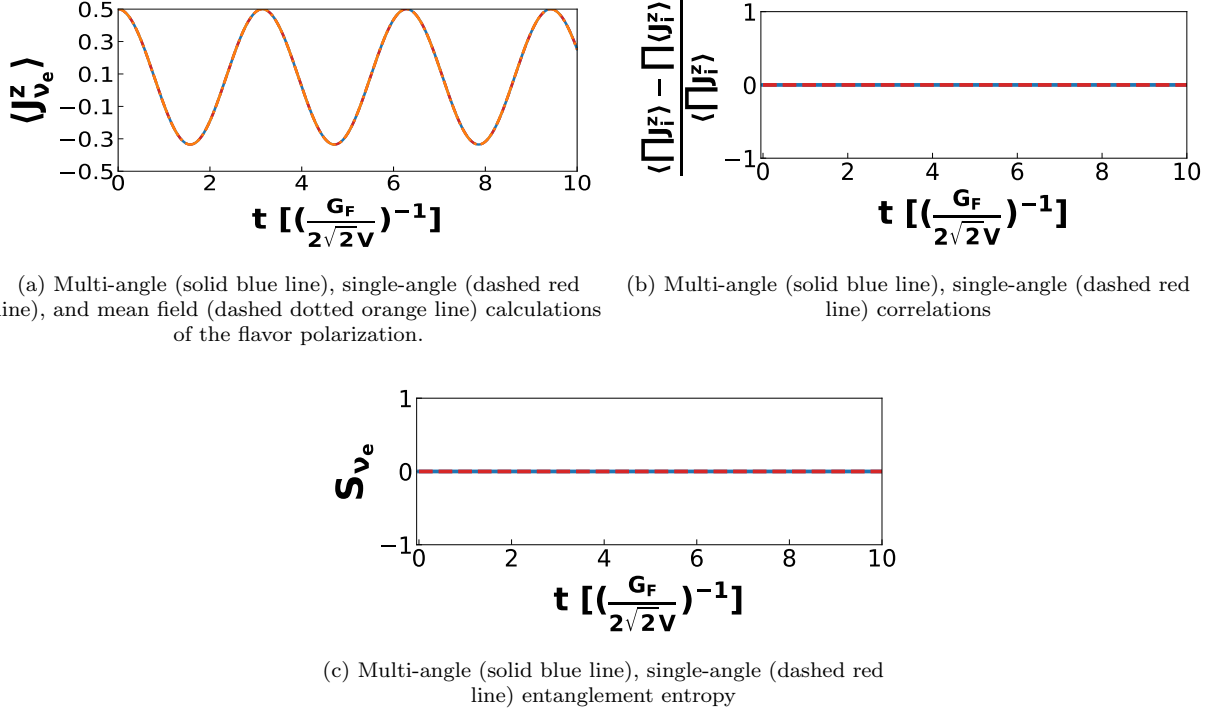 0.5
0.3
0.1
−0.1
−0.3
−0.5
⟨J^z_{ν_e}⟩
0 2 4 6 8 10
t [(G_F/2√2V)^{−1}]
(a) Multi-angle (solid blue line), single-angle (dashed red
line), and mean field (dashed dotted orange line) calculations
of the flavor polarization.
1
0
−1
⟨∏J^z_i⟩ − ∏⟨J^z_i⟩
⟨∏J^z_i⟩
0 2 4 6 8 10
t [(G_F/2√2V)^{−1}]
(b) Multi-angle (solid blue line), single-angle (dashed red
line) correlations
1
0
−1
S_{ν_e}
0 2 4 6 8 10
t [(G_F/2√2V)^{−1}]
(c) Multi-angle (solid blue line), single-angle (dashed red
line) entanglement entropy